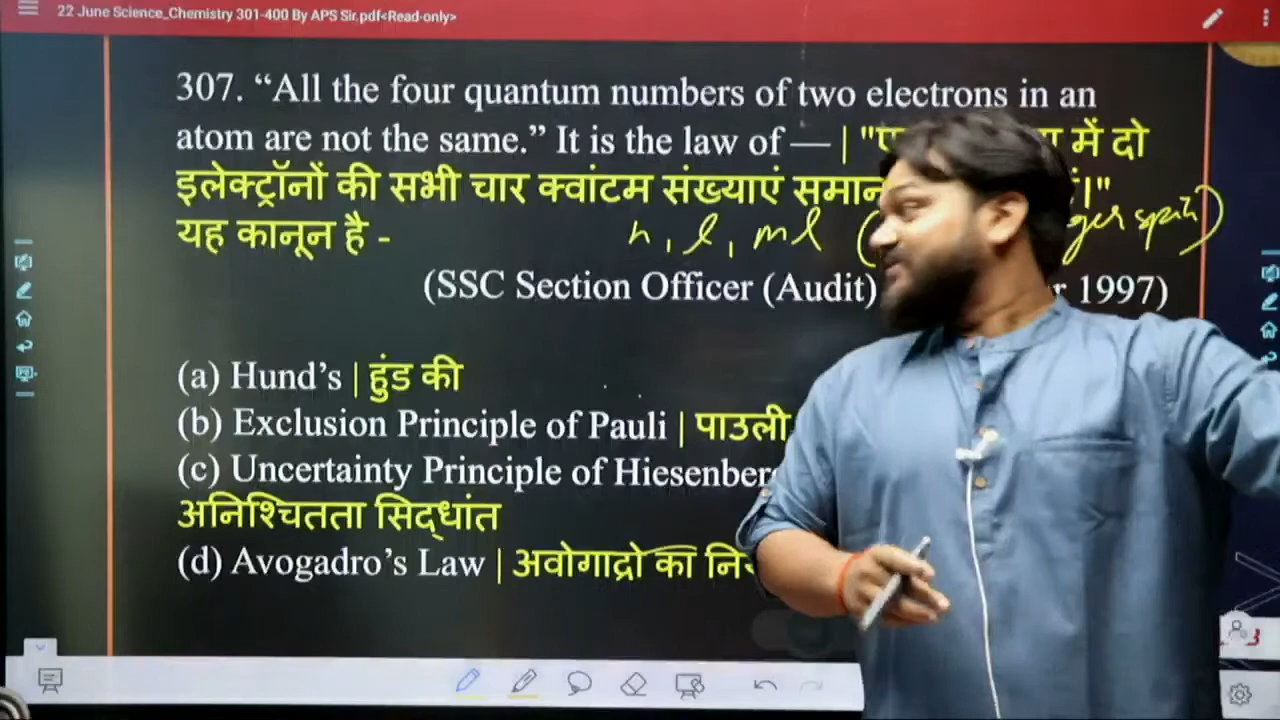 22 June Science_Chemistry 301-400 By APS Sir.pdf<Read-only>
307. “All the four quantum numbers of two electrons in an
atom are not the same.” It is the law of — | " में दो
इलेक्ट्रॉनों की सभी चार क्वांटम संख्याएं समान "
यह कानून है -
n, l, ml (
(SSC Section Officer (Audit) 1997)
(a) Hund’s | हुंड की
(b) Exclusion Principle of Pauli | पाउली
(c) Uncertainty Principle of
अनिश्चितता सिद्धांत
(d) Avogadro’s Law | अवोगाद्रो का
3